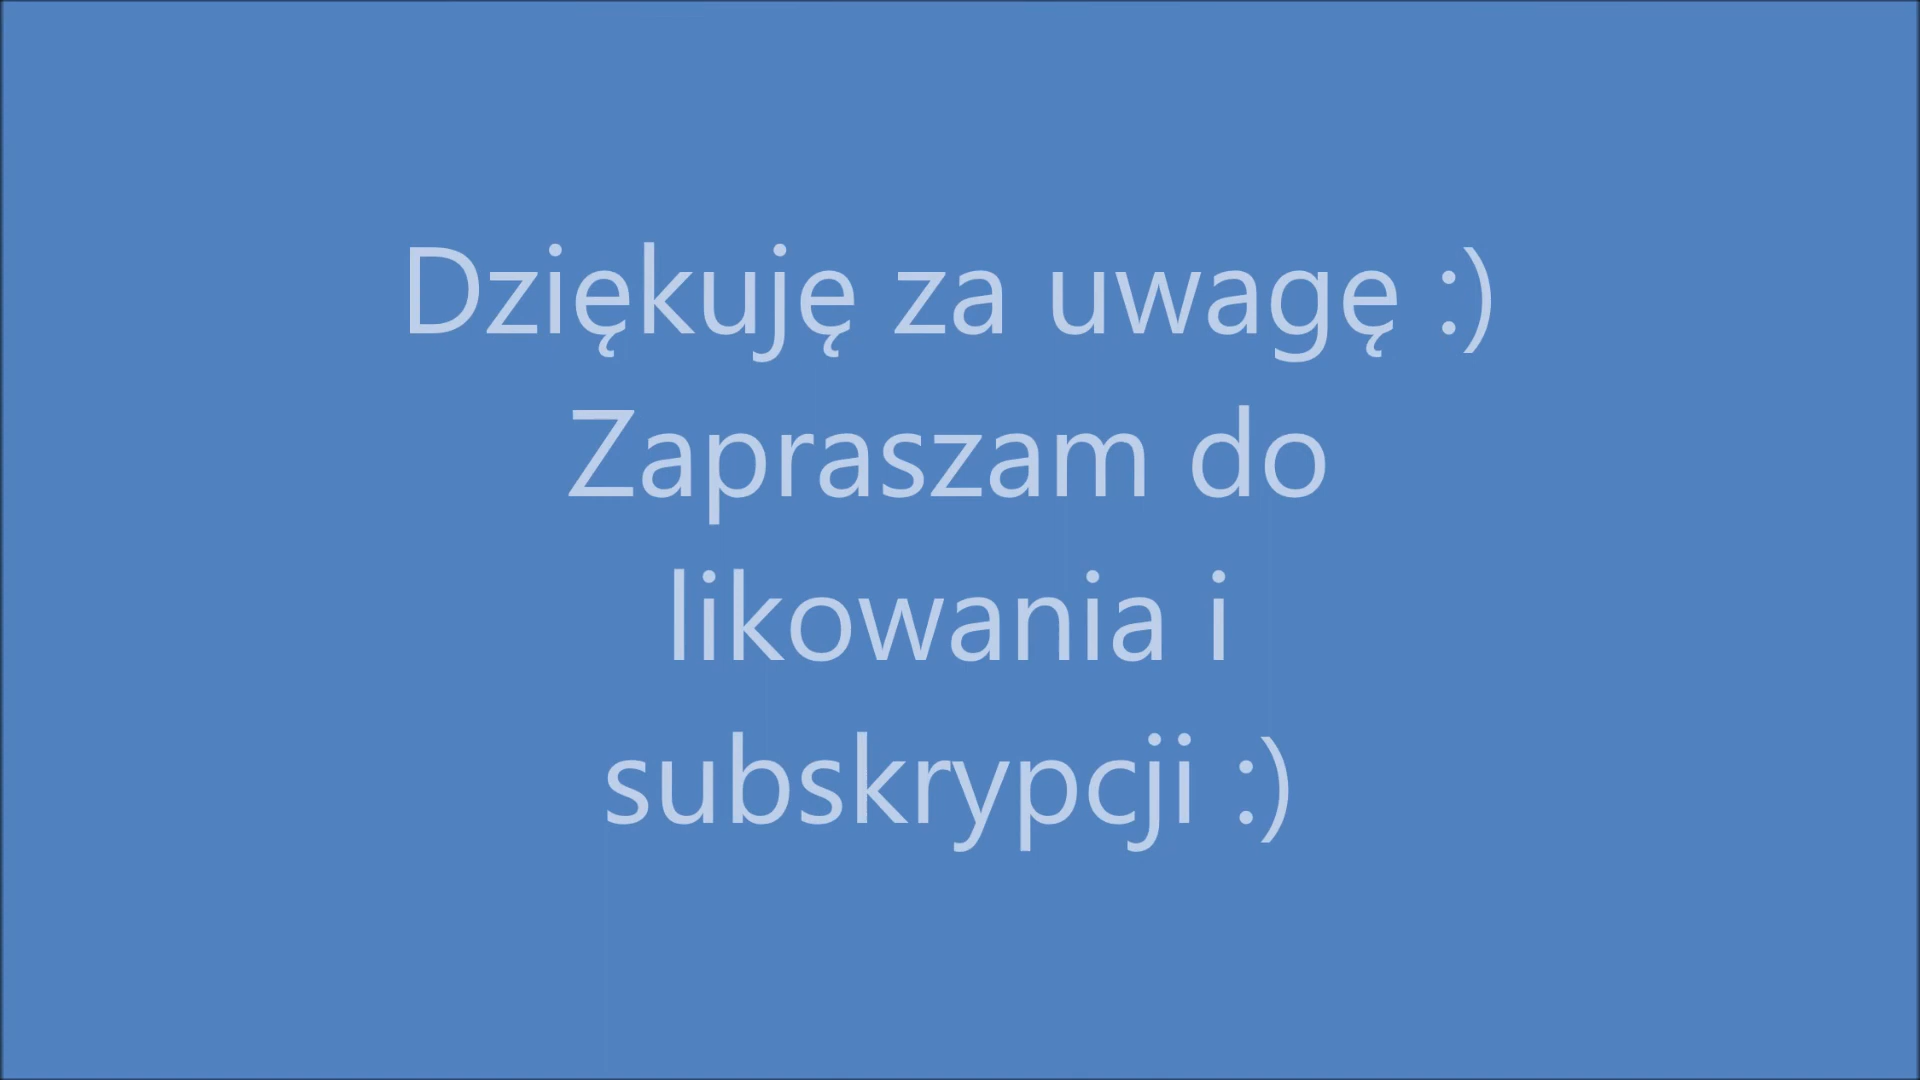 Dziękuję za uwagę :)
Zapraszam do
likowania i
subskrypcji :)